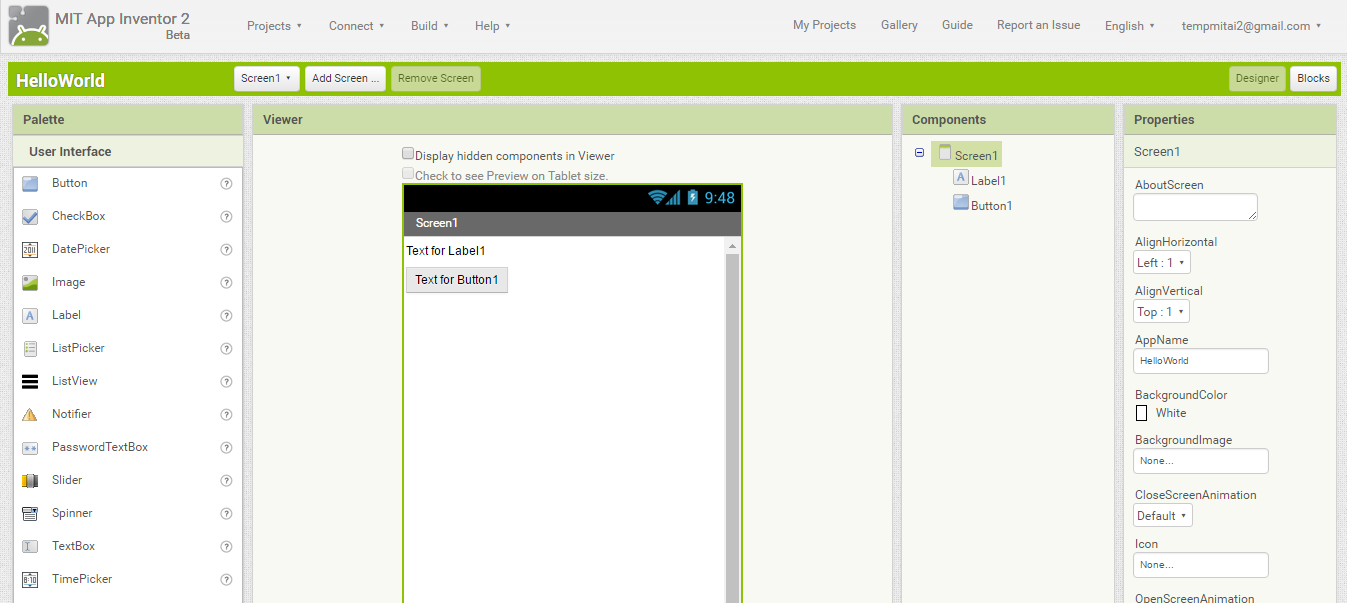 MIT App Inventor 2
Beta
Projects Connect Build Help My Projects Gallery Guide Report an Issue English tempmitai2@gmail.com
HelloWorld Screen1 Add Screen ... Remove Screen Designer Blocks
Palette
User Interface
Button ?
CheckBox ?
DatePicker ?
Image ?
Label ?
ListPicker ?
ListView ?
Notifier ?
PasswordTextBox ?
Slider ?
Spinner ?
TextBox ?
TimePicker ?
Viewer
Display hidden components in Viewer
Check to see Preview on Tablet size.
9:48
Screen1
Text for Label1
Text for Button1
Components
Screen1
A Label1
Button1
Properties
Screen1
AboutScreen
AlignHorizontal
Left : 1
AlignVertical
Top : 1
AppName
HelloWorld
BackgroundColor
White
BackgroundImage
None...
CloseScreenAnimation
Default
Icon
None...
OpenScreenAnimation